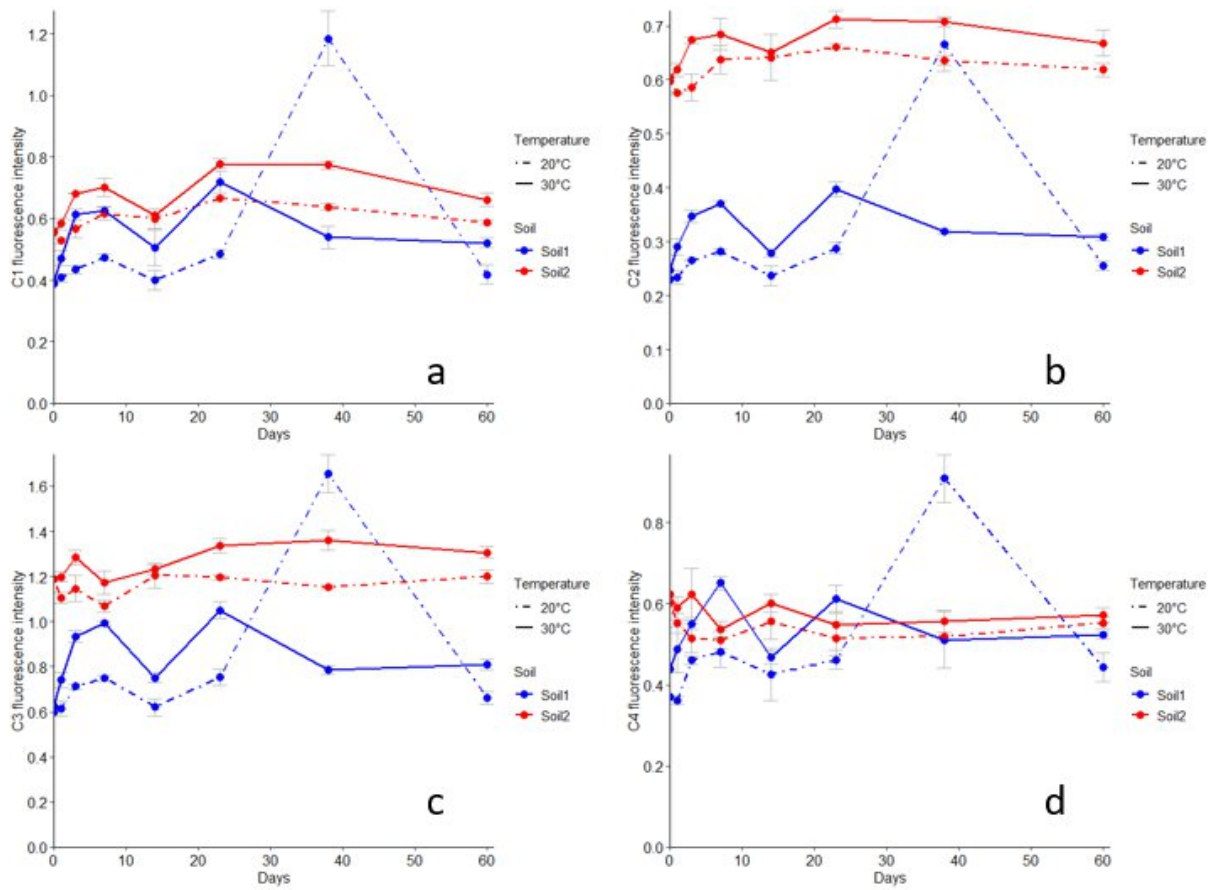 C1 fluorescence intensity
1.2
1.0
0.8
0.6
0.4
0.2
0.0
0 10 20 30 40 50 60
Days
Temperature
20°C
30°C
Soil
Soil1
Soil2
a
C2 fluorescence intensity
0.7
0.6
0.5
0.4
0.3
0.2
0.1
0.0
0 10 20 30 40 50 60
Days
Temperature
20°C
30°C
Soil
Soil1
Soil2
b
C3 fluorescence intensity
1.6
1.4
1.2
1.0
0.8
0.6
0.4
0.2
0.0
0 10 20 30 40 50 60
Days
Temperature
20°C
30°C
Soil
Soil1
Soil2
c
C4 fluorescence intensity
0.8
0.6
0.4
0.2
0.0
0 10 20 30 40 50 60
Days
Temperature
20°C
30°C
Soil
Soil1
Soil2
d